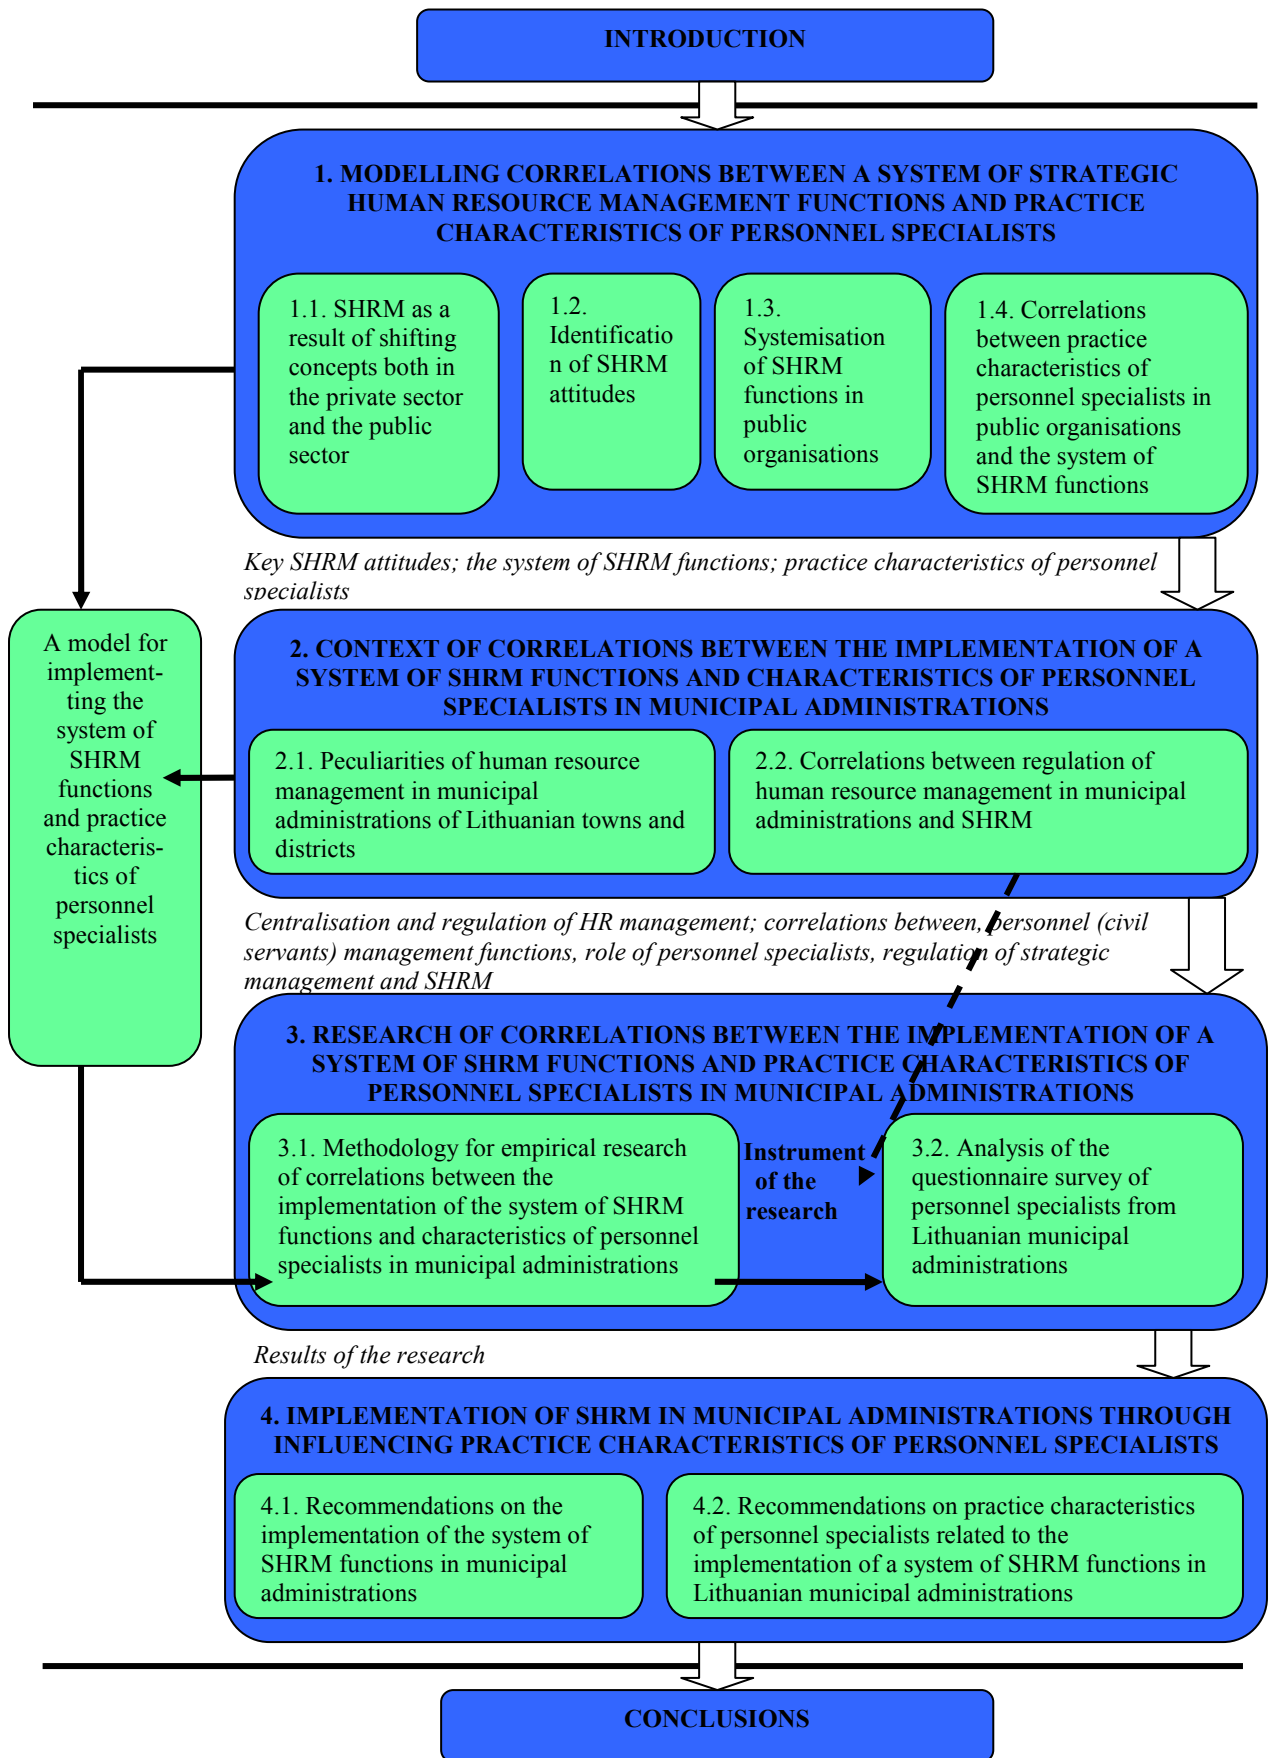 INTRODUCTION
1. MODELLING CORRELATIONS BETWEEN A SYSTEM OF STRATEGIC
HUMAN RESOURCE MANAGEMENT FUNCTIONS AND PRACTICE
CHARACTERISTICS OF PERSONNEL SPECIALISTS
1.1. SHRM as a
result of shifting
concepts both in
the private sector
and the public
sector
1.2.
Identificatio
n of SHRM
attitudes
1.3.
Systemisation
of SHRM
functions in
public
organisations
1.4. Correlations
between practice
characteristics of
personnel specialists in
public organisations
and the system of
SHRM functions
Key SHRM attitudes; the system of SHRM functions; practice characteristics of personnel
specialists
A model for
implemen-
ting the
system of
SHRM
functions
and practice
characteris-
tics of
personnel
specialists
2. CONTEXT OF CORRELATIONS BETWEEN THE IMPLEMENTATION OF A
SYSTEM OF SHRM FUNCTIONS AND CHARACTERISTICS OF PERSONNEL
SPECIALISTS IN MUNICIPAL ADMINISTRATIONS
2.1. Peculiarities of human resource
management in municipal
administrations of Lithuanian towns and
districts
2.2. Correlations between regulation of
human resource management in municipal
administrations and SHRM
Centralisation and regulation of HR management; correlations between, personnel (civil
servants) management functions, role of personnel specialists, regulation of strategic
management and SHRM
3. RESEARCH OF CORRELATIONS BETWEEN THE IMPLEMENTATION OF A
SYSTEM OF SHRM FUNCTIONS AND PRACTICE CHARACTERISTICS OF
PERSONNEL SPECIALISTS IN MUNICIPAL ADMINISTRATIONS
3.1. Methodology for empirical research
of correlations between the
implementation of the system of SHRM
functions and characteristics of personnel
specialists in municipal administrations
Instrument
of the
research
3.2. Analysis of the
questionnaire survey of
personnel specialists from
Lithuanian municipal
administrations
Results of the research
4. IMPLEMENTATION OF SHRM IN MUNICIPAL ADMINISTRATIONS THROUGH
INFLUENCING PRACTICE CHARACTERISTICS OF PERSONNEL SPECIALISTS
4.1. Recommendations on the
implementation of the system of
SHRM functions in municipal
administrations
4.2. Recommendations on practice characteristics
of personnel specialists related to the
implementation of a system of SHRM functions in
Lithuanian municipal administrations
CONCLUSIONS